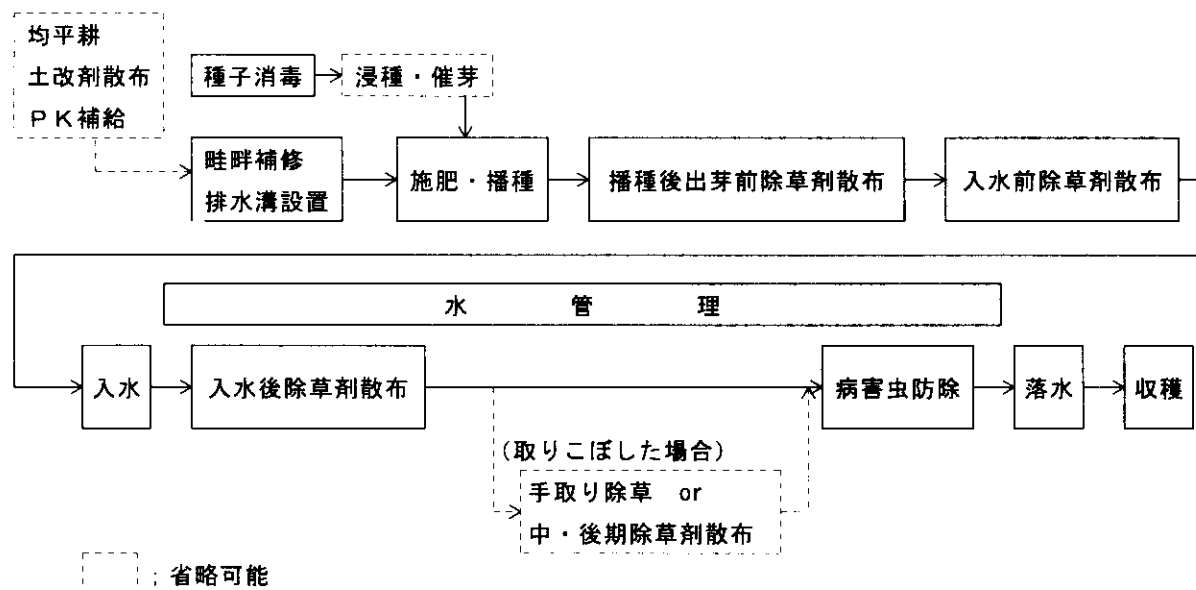 均平耕
土改剤散布
ＰＫ補給
種子消毒
浸種・催芽
畦畔補修
排水溝設置
施肥・播種
播種後出芽前除草剤散布
入水前除草剤散布
水管理
入水
入水後除草剤散布
病害虫防除
落水
収穫
(取りこぼした場合)
手取り除草 or
中・後期除草剤散布
; 省略可能